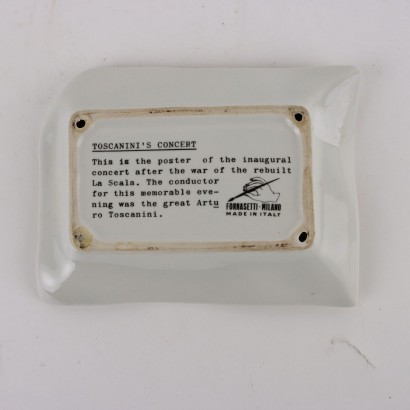 TOSCANINI'S CONCERT
This is the poster of the inaugural
concert after the war of the rebuilt
La Scala. The conductor
for this memorable eve-
ning was the great Artu
ro Toscanini.
FORNASETTI-MILANO
MADE IN ITALY